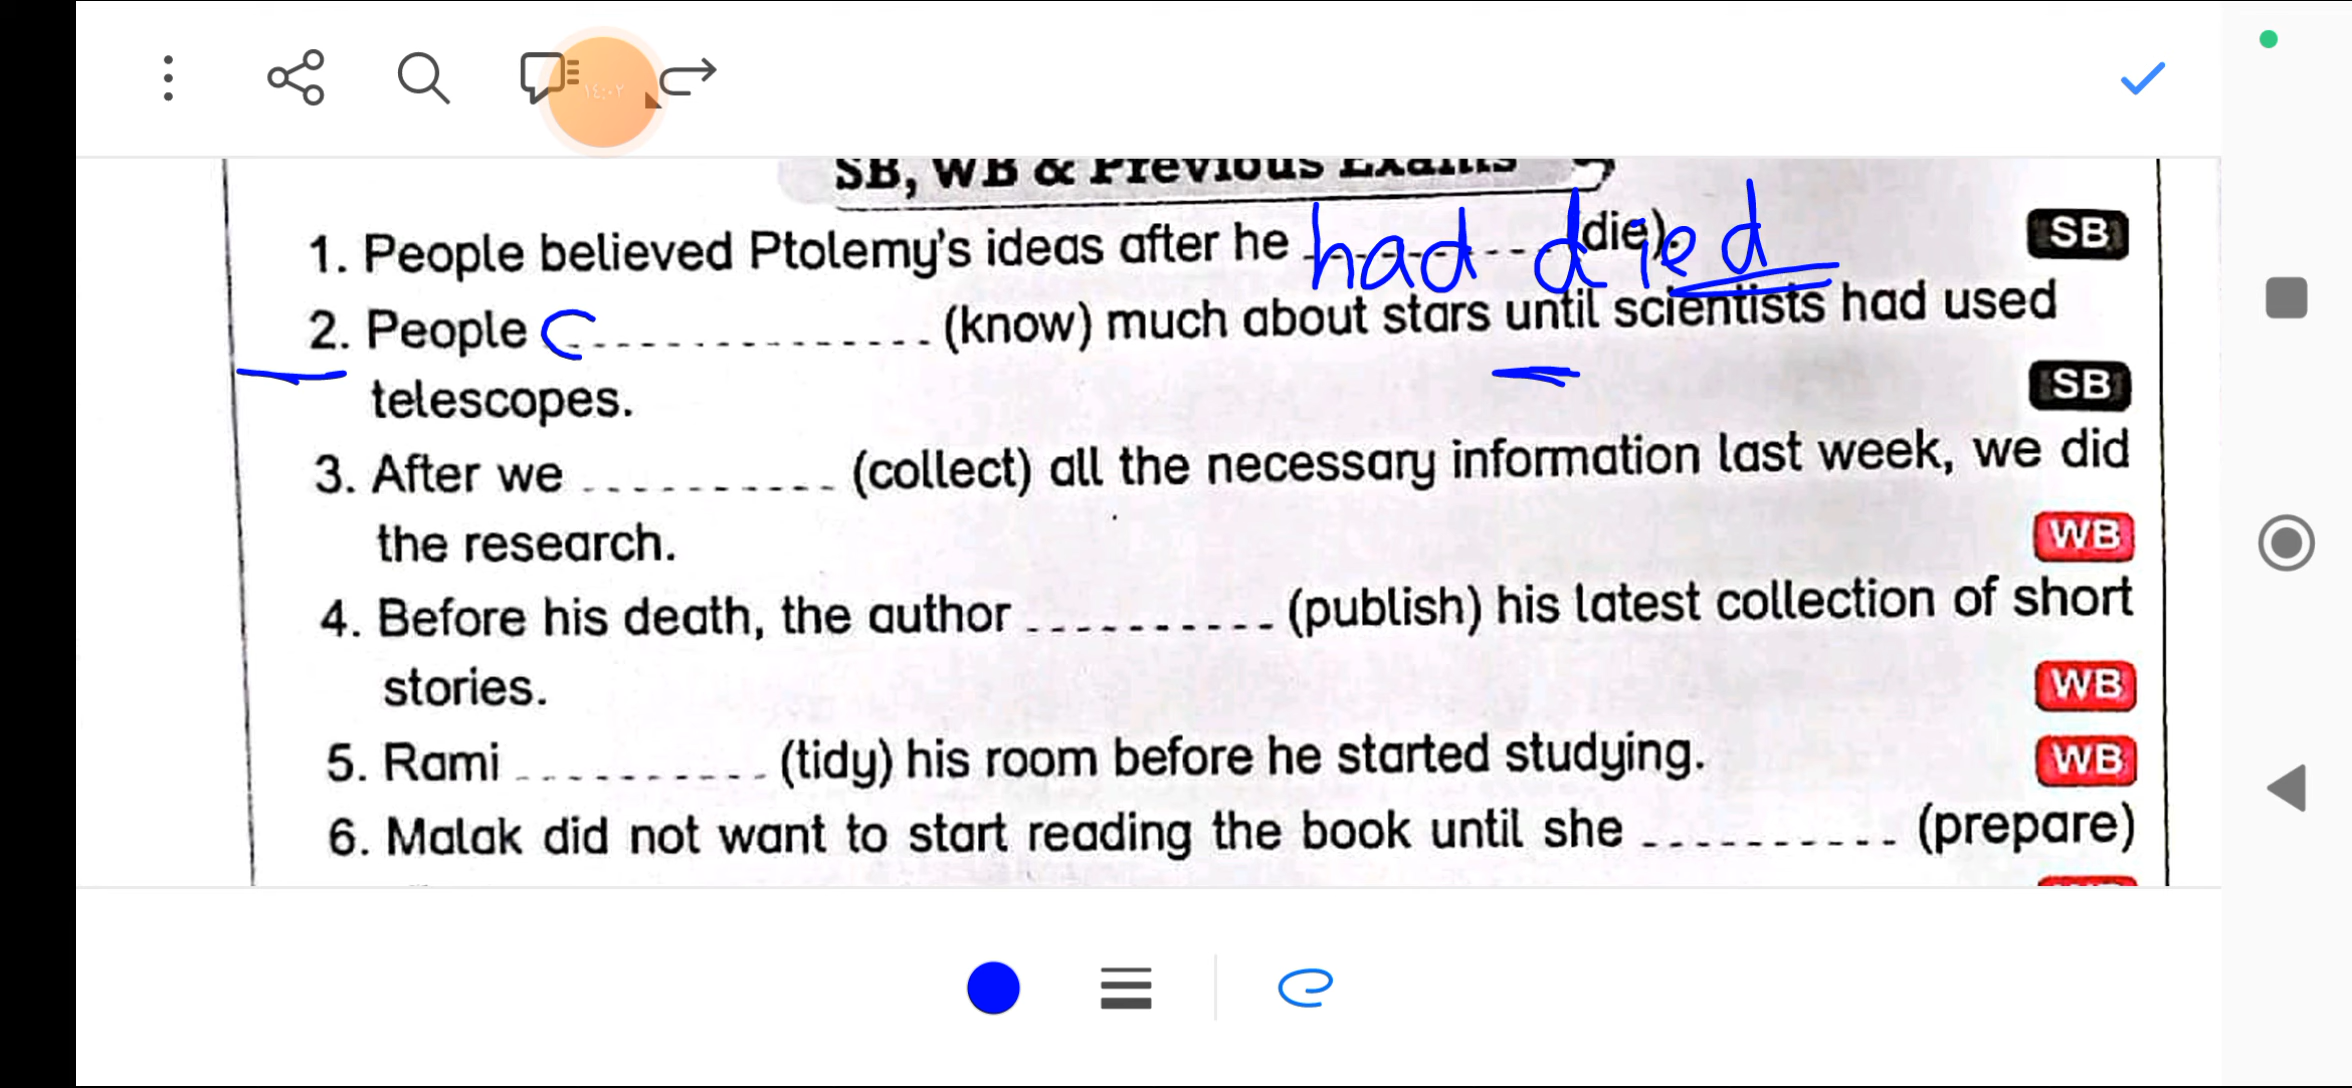 ١٤:٠٢
SB, WB & Previous Exams
1. People believed Ptolemy's ideas after he ---------- (die). SB
had died
2. People ---------------- (know) much about stars until scientists had used
telescopes. SB
3. After we ---------- (collect) all the necessary information last week, we did
the research. WB
4. Before his death, the author ---------- (publish) his latest collection of short
stories. WB
5. Rami ---------- (tidy) his room before he started studying. WB
6. Malak did not want to start reading the book until she ---------- (prepare)